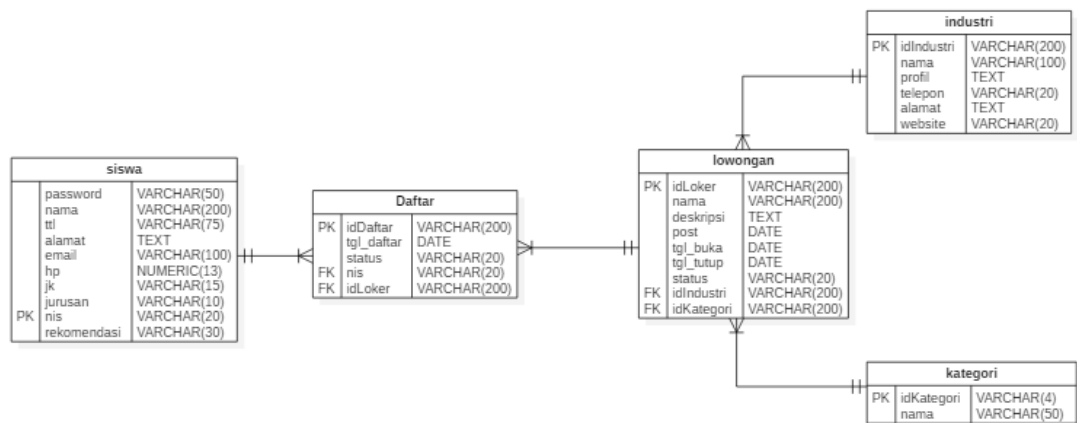 industri
PK idIndustri VARCHAR(200)
nama VARCHAR(100)
profil TEXT
telepon VARCHAR(20)
alamat TEXT
website VARCHAR(20)
siswa
password VARCHAR(50)
nama VARCHAR(200)
ttl VARCHAR(75)
alamat TEXT
email VARCHAR(100)
hp NUMERIC(13)
jk VARCHAR(15)
jurusan VARCHAR(10)
PK nis VARCHAR(20)
rekomendasi VARCHAR(30)
Daftar
PK idDaftar VARCHAR(200)
tgl_daftar DATE
status VARCHAR(20)
FK nis VARCHAR(20)
FK idLoker VARCHAR(200)
lowongan
PK idLoker VARCHAR(200)
nama VARCHAR(200)
deskripsi TEXT
post DATE
tgl_buka DATE
tgl_tutup DATE
status VARCHAR(20)
FK idIndustri VARCHAR(200)
FK idKategori VARCHAR(200)
kategori
PK idKategori VARCHAR(4)
nama VARCHAR(50)